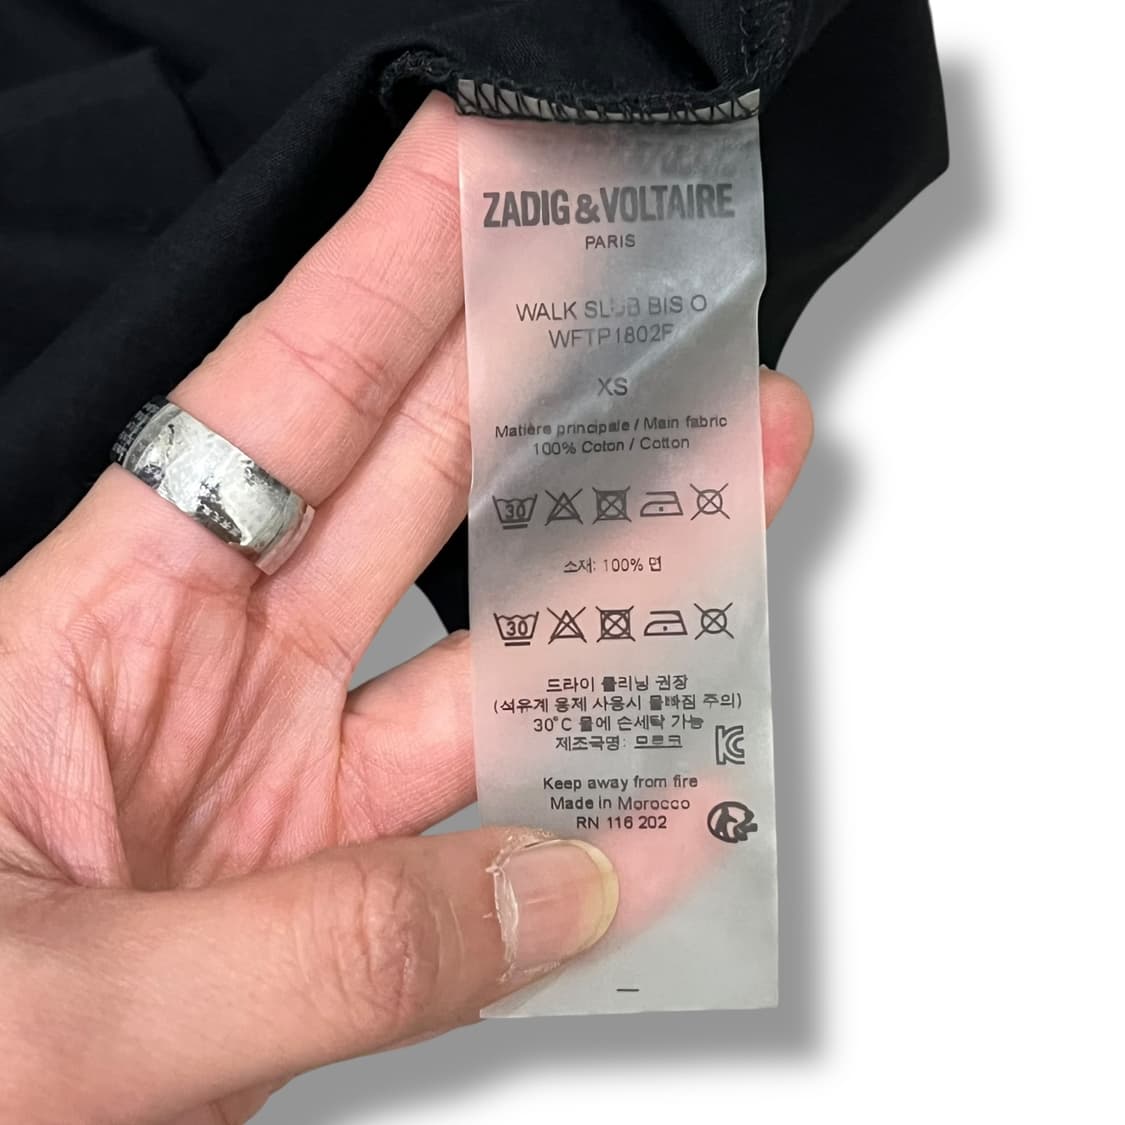 ZADIG&VOLTAIRE
PARIS
WALK SLUB BIS O
WFTP1802F
XS
Matière principale / Main fabric
100% Coton / Cotton
30
소재: 100% 면
30
드라이 클리닝 권장
(석유계 용제 사용시 물빠짐 주의)
30°C 물에 손세탁 가능
제조국명: 모로코
Keep away from fire
Made in Morocco
RN 116 202